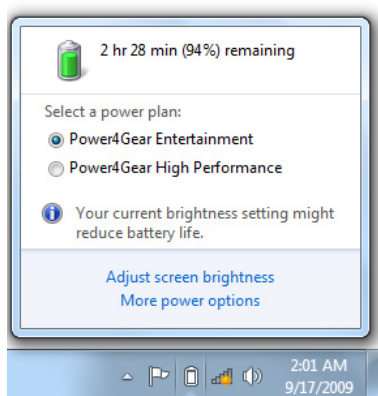 2 hr 28 min (94%) remaining
Select a power plan:
Power4Gear Entertainment
Power4Gear High Performance
Your current brightness setting might
reduce battery life.
Adjust screen brightness
More power options
2:01 AM
9/17/2009